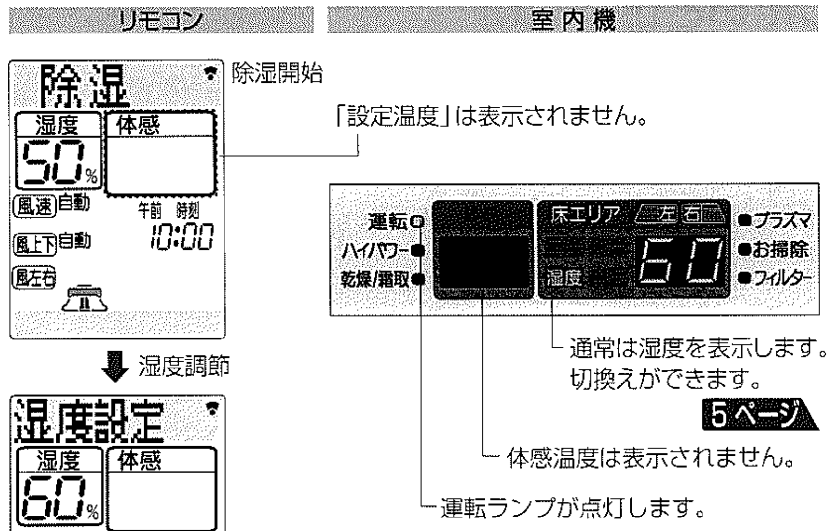 リモコン
室内機
除湿
除湿開始
湿度 体感
50%
「設定温度」は表示されません。
風速 自動
午前 時刻
風上下 自動
10:00
風左右
運転
ハイパワー
乾燥/霜取
床エリア 左 右
湿度
60
プラズマ
お掃除
フィルター
湿度調節
通常は湿度を表示します。
切換えができます。
5ページ
体感温度は表示されません。
運転ランプが点灯します。
湿度設定
湿度 体感
60%